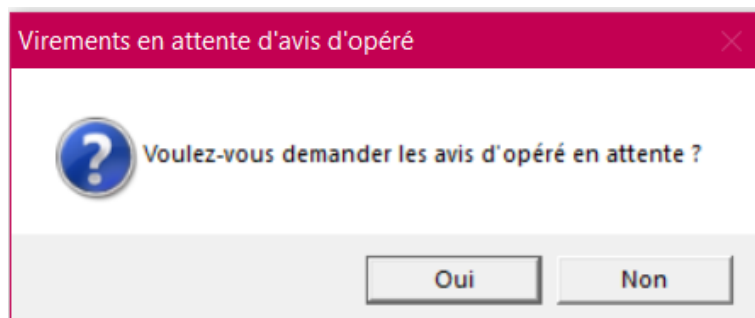 Virements en attente d'avis d'opéré
Voulez-vous demander les avis d'opéré en attente ?
Oui
Non